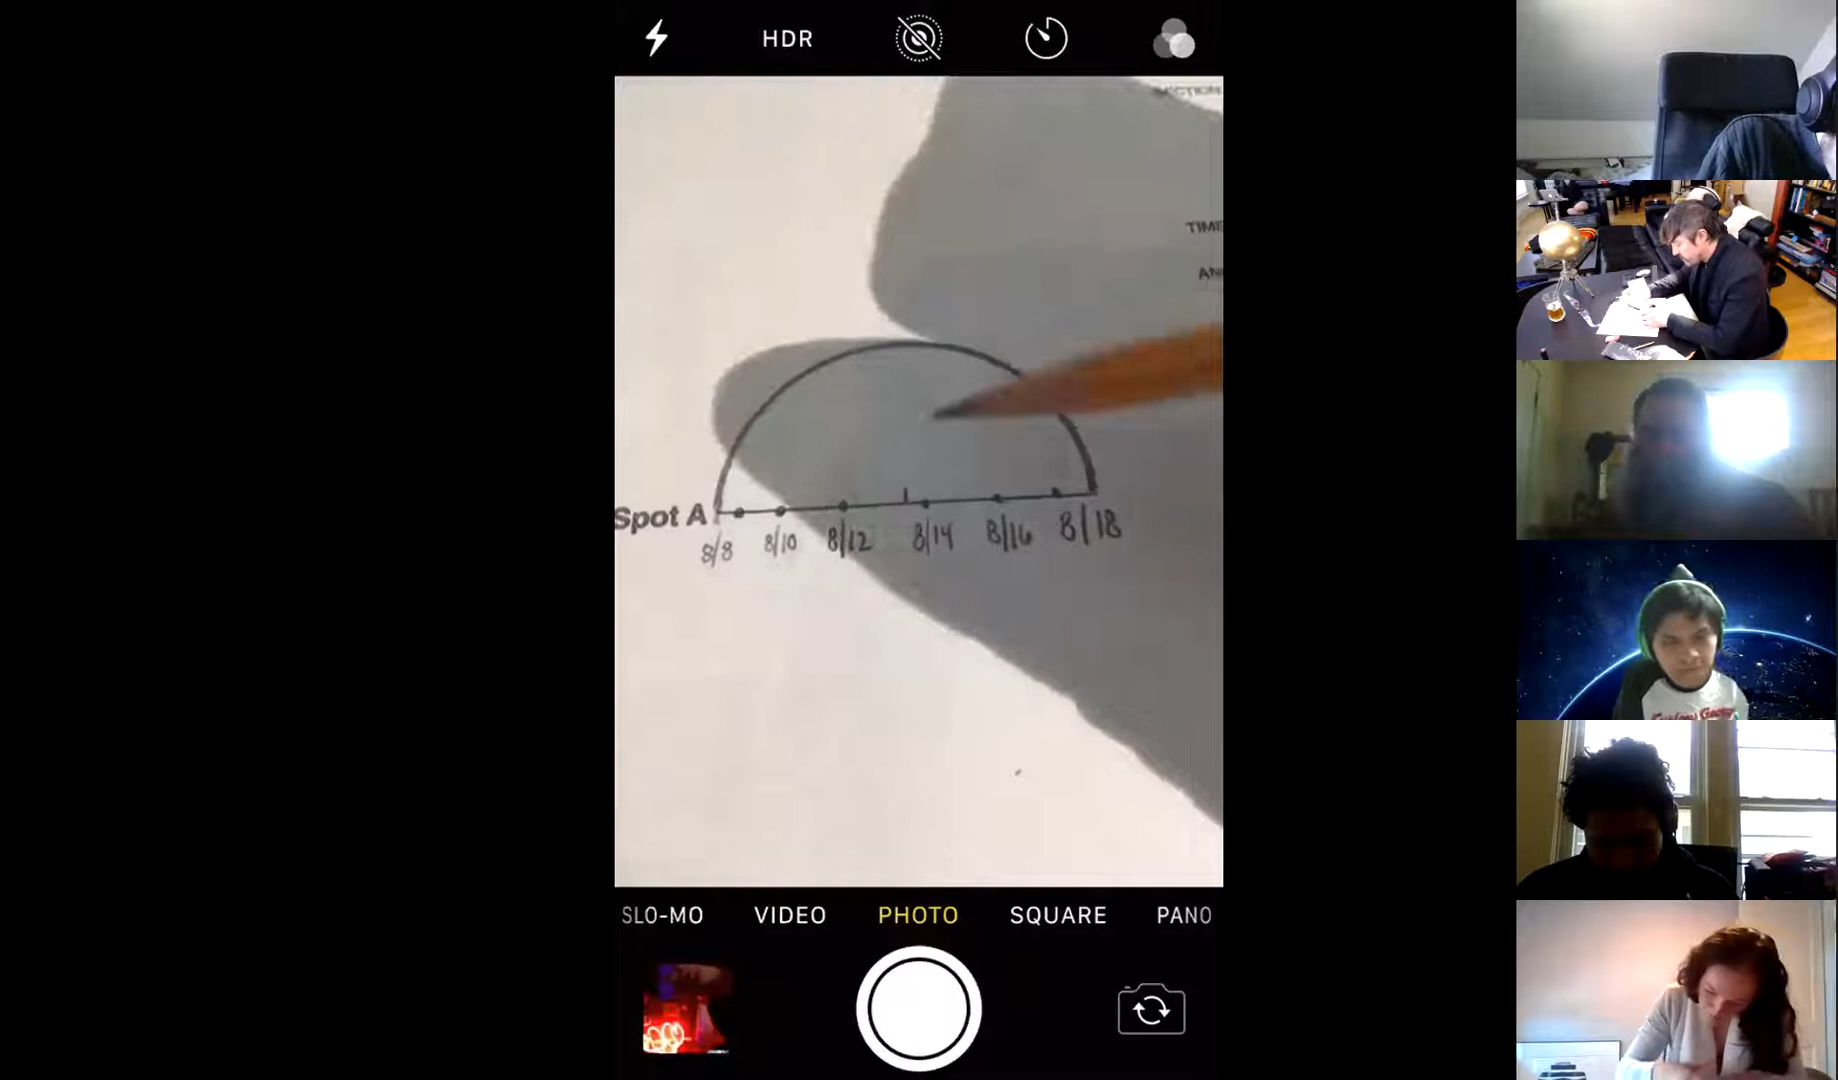 HDR
TIME
Spot A
8/8 8/10 8/12 8/14 8/16 8/18
SLO-MO VIDEO PHOTO SQUARE PANO